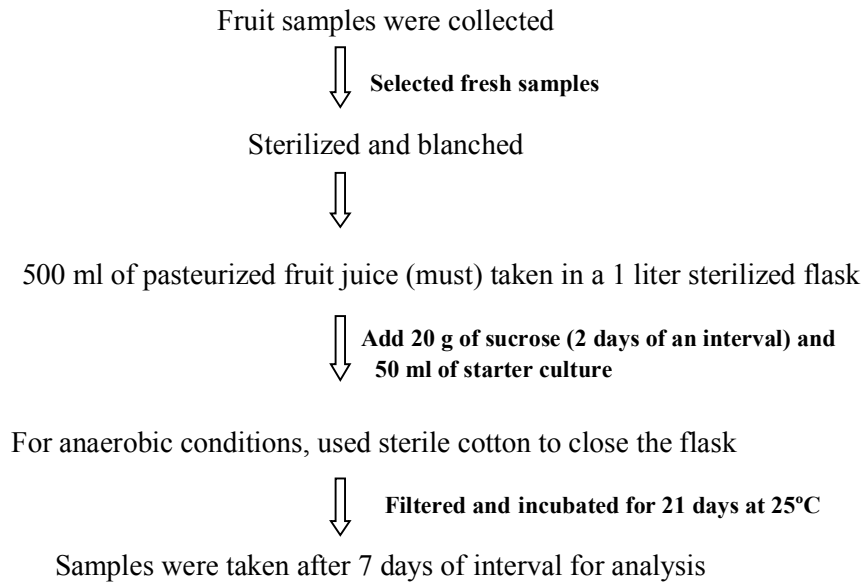 Fruit samples were collected
Selected fresh samples
Sterilized and blanched
500 ml of pasteurized fruit juice (must) taken in a 1 liter sterilized flask
Add 20 g of sucrose (2 days of an interval) and
50 ml of starter culture
For anaerobic conditions, used sterile cotton to close the flask
Filtered and incubated for 21 days at 25ºC
Samples were taken after 7 days of interval for analysis